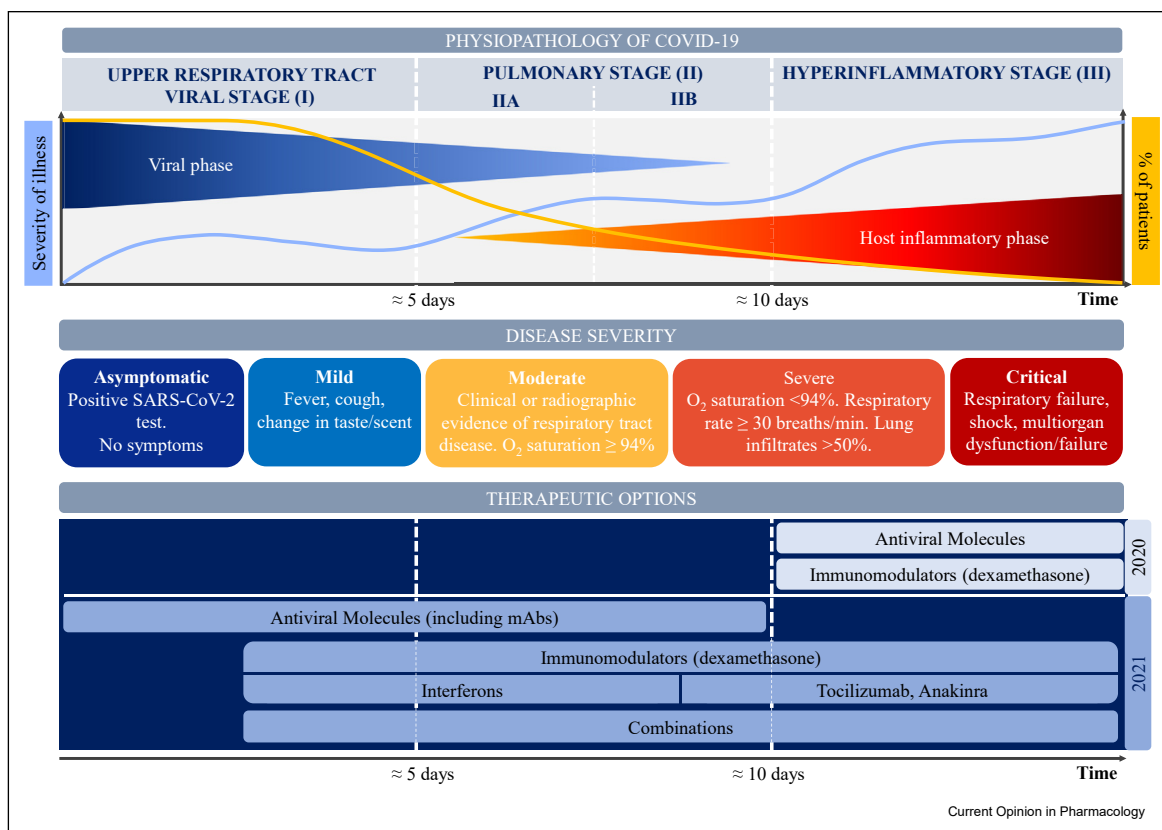 PHYSIOPATHOLOGY OF COVID-19
UPPER RESPIRATORY TRACT
VIRAL STAGE (I)
PULMONARY STAGE (II)
IIA
IIB
HYPERINFLAMMATORY STAGE (III)
Severity of illness
Viral phase
Host inflammatory phase
% of patients
≈ 5 days
≈ 10 days
Time
DISEASE SEVERITY
Asymptomatic
Positive SARS-CoV-2
test.
No symptoms
Mild
Fever, cough,
change in taste/scent
Moderate
Clinical or radiographic
evidence of respiratory tract
disease. O₂ saturation ≥ 94%
Severe
O₂ saturation <94%. Respiratory
rate ≥ 30 breaths/min. Lung
infiltrates >50%.
Critical
Respiratory failure,
shock, multiorgan
dysfunction/failure
THERAPEUTIC OPTIONS
Antiviral Molecules
Immunomodulators (dexamethasone)
2020
Antiviral Molecules (including mAbs)
Immunomodulators (dexamethasone)
Interferons
Tocilizumab, Anakinra
Combinations
2021
≈ 5 days
≈ 10 days
Time
Current Opinion in Pharmacology